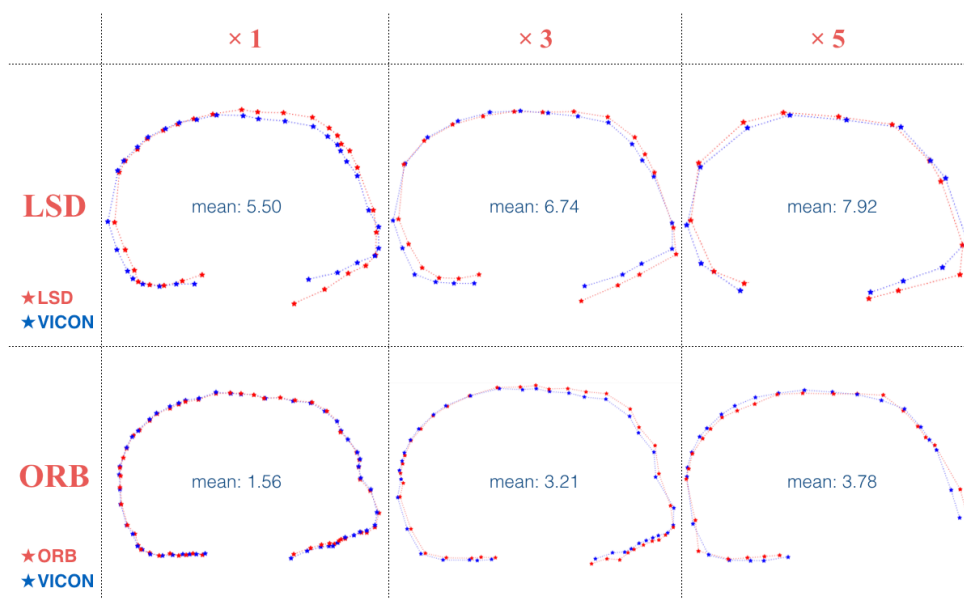 × 1
× 3
× 5
LSD
mean: 5.50
mean: 6.74
mean: 7.92
★LSD
★VICON
ORB
mean: 1.56
mean: 3.21
mean: 3.78
★ORB
★VICON